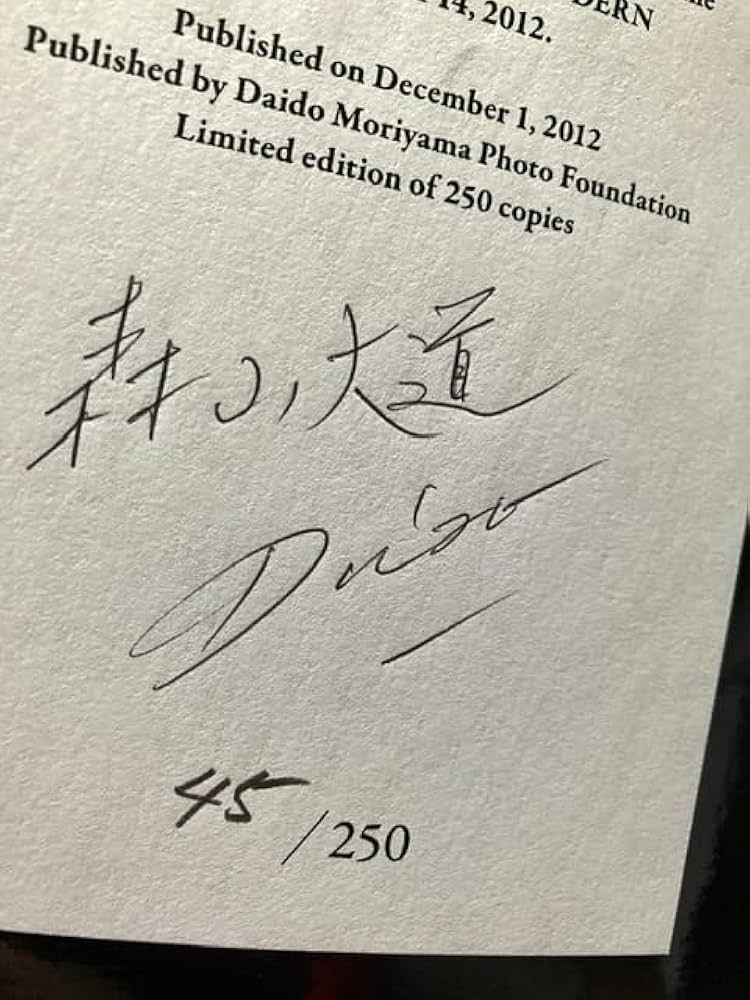 14, 2012.
DERN
Published on December 1, 2012
Published by Daido Moriyama Photo Foundation
Limited edition of 250 copies
森山大道
Daido
45/250